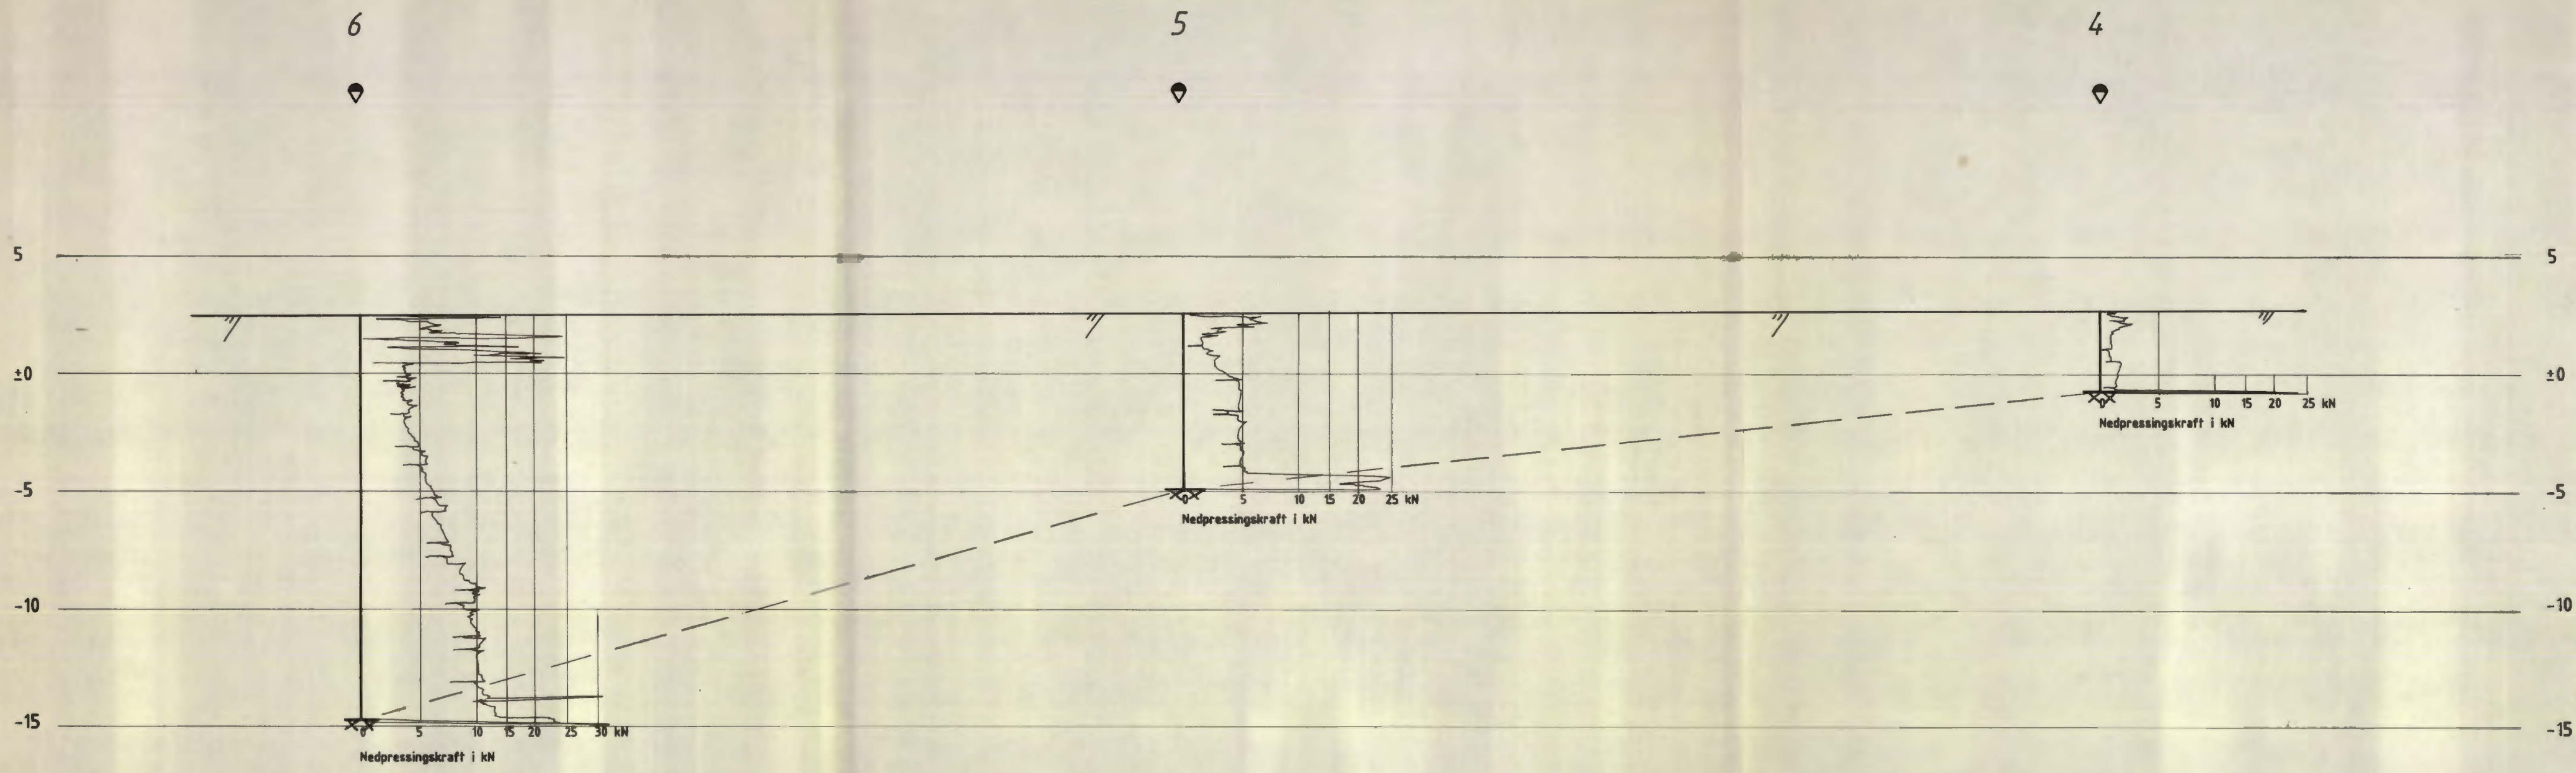 6 5 4
5 5
±0 ±0
0 5 10 15 20 25 kN
Nedpressingskraft i kN
-5 -5
0 5 10 15 20 25 kN
Nedpressingskraft i kN
-10 -10
-15 -15
0 5 10 15 20 25 30 kN
Nedpressingskraft i kN